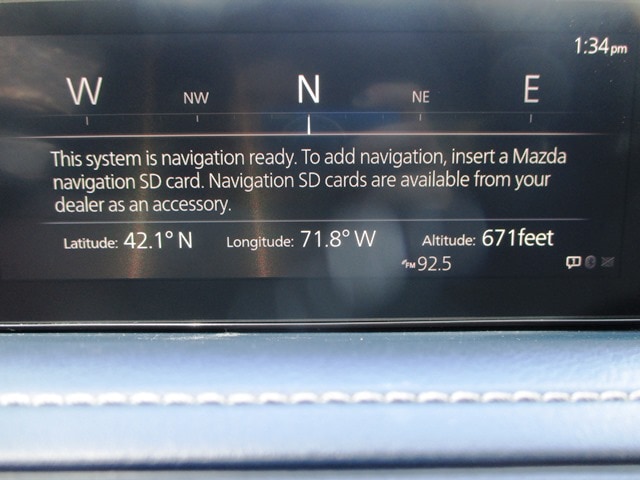 1:34pm
W NW N NE E
This system is navigation ready. To add navigation, insert a Mazda
navigation SD card. Navigation SD cards are available from your
dealer as an accessory.
Latitude: 42.1° N Longitude: 71.8° W Altitude: 671feet
FM 92.5